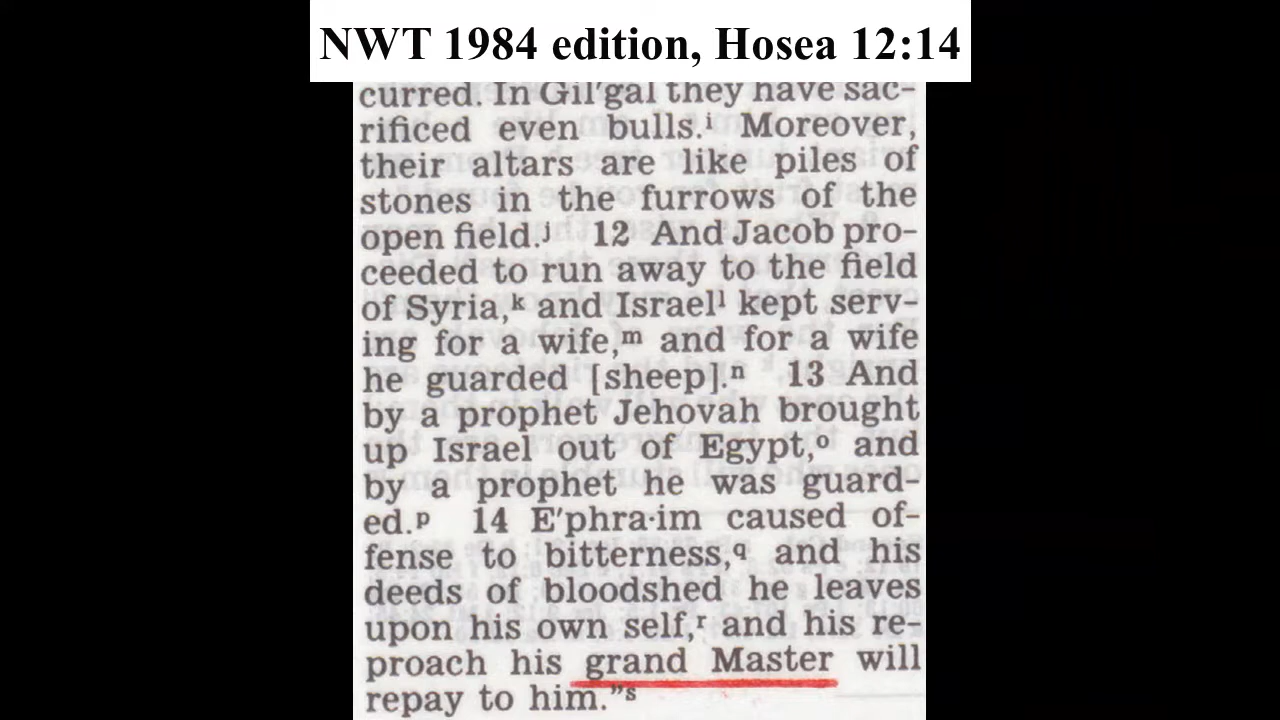 NWT 1984 edition, Hosea 12:14
curred. In Gilʹgal they have sac-
rificed even bulls.ⁱ Moreover,
their altars are like piles of
stones in the furrows of the
open field.ʲ 12 And Jacob pro-
ceeded to run away to the field
of Syria,ᵏ and Israelˡ kept serv-
ing for a wife,ᵐ and for a wife
he guarded [sheep].ⁿ 13 And
by a prophet Jehovah brought
up Israel out of Egypt,ᵒ and
by a prophet he was guard-
ed.ᵖ 14 Eʹphra·im caused of-
fense to bitterness,q and his
deeds of bloodshed he leaves
upon his own self,ʳ and his re-
proach his grand Master will
repay to him.”ˢ